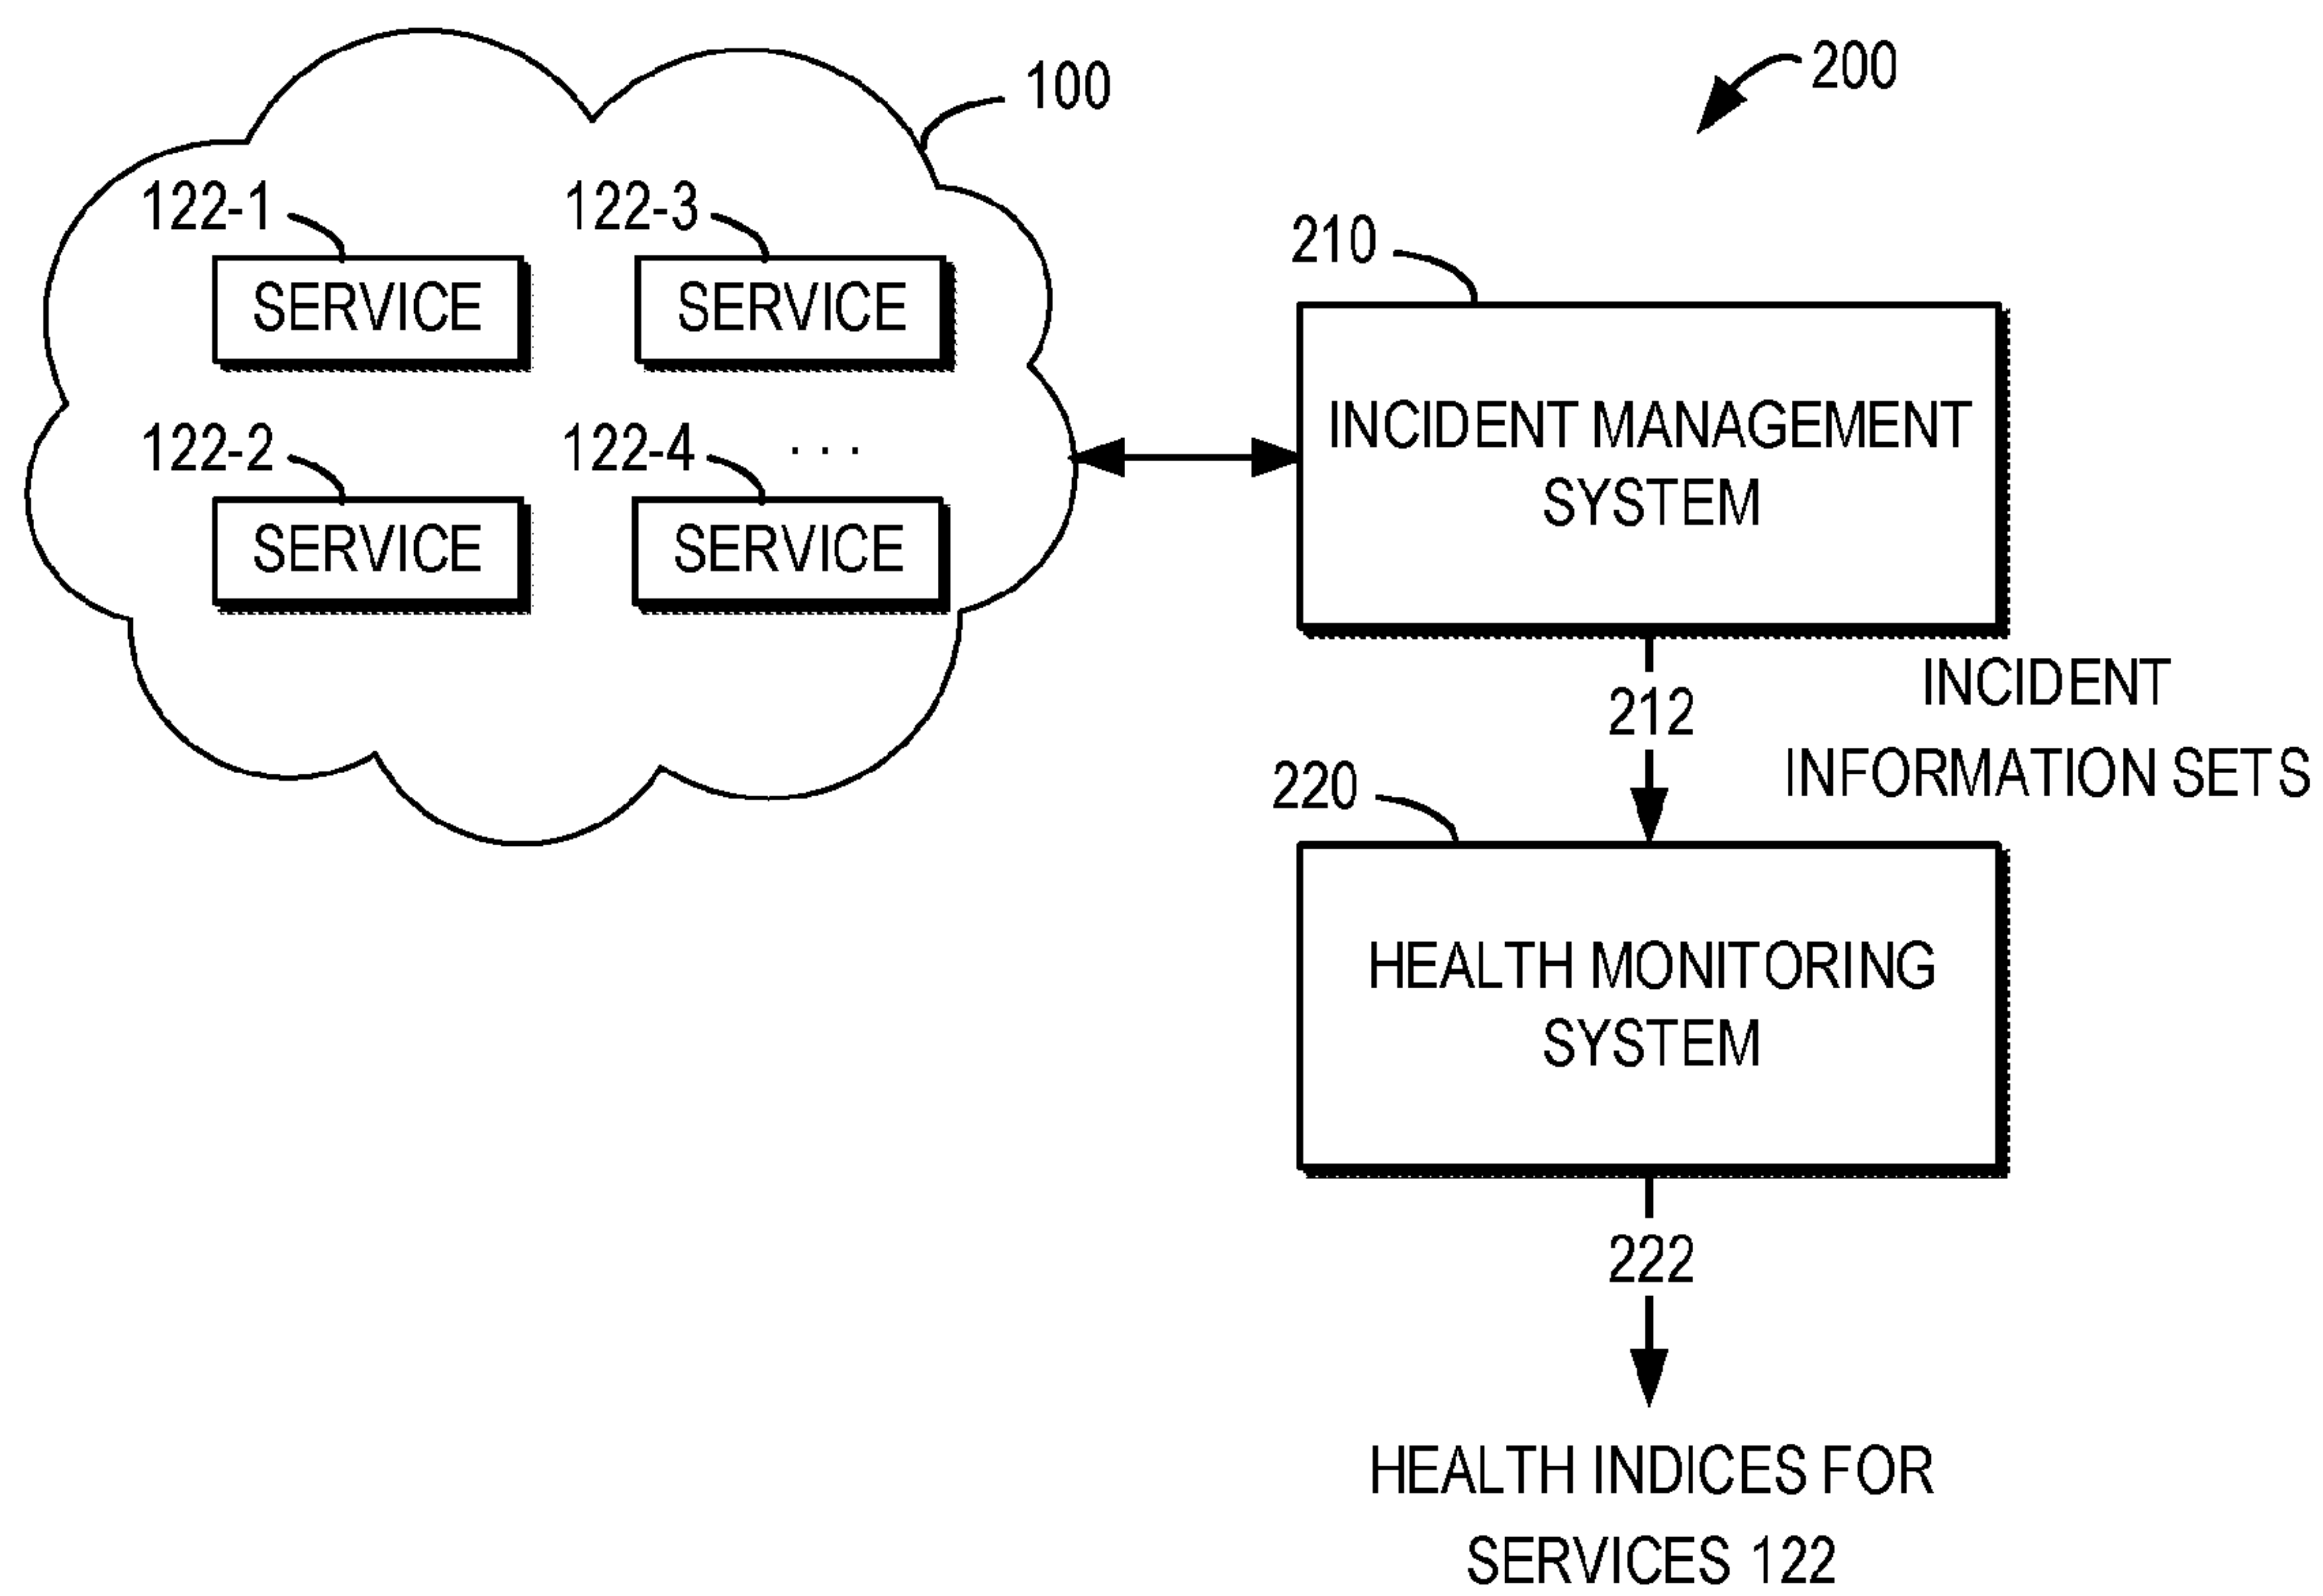 200
100
122-1
122-3
SERVICE
SERVICE
122-2
122-4
. . .
SERVICE
SERVICE
210
INCIDENT MANAGEMENT
SYSTEM
212
INCIDENT
INFORMATION SETS
220
HEALTH MONITORING
SYSTEM
222
HEALTH INDICES FOR
SERVICES 122